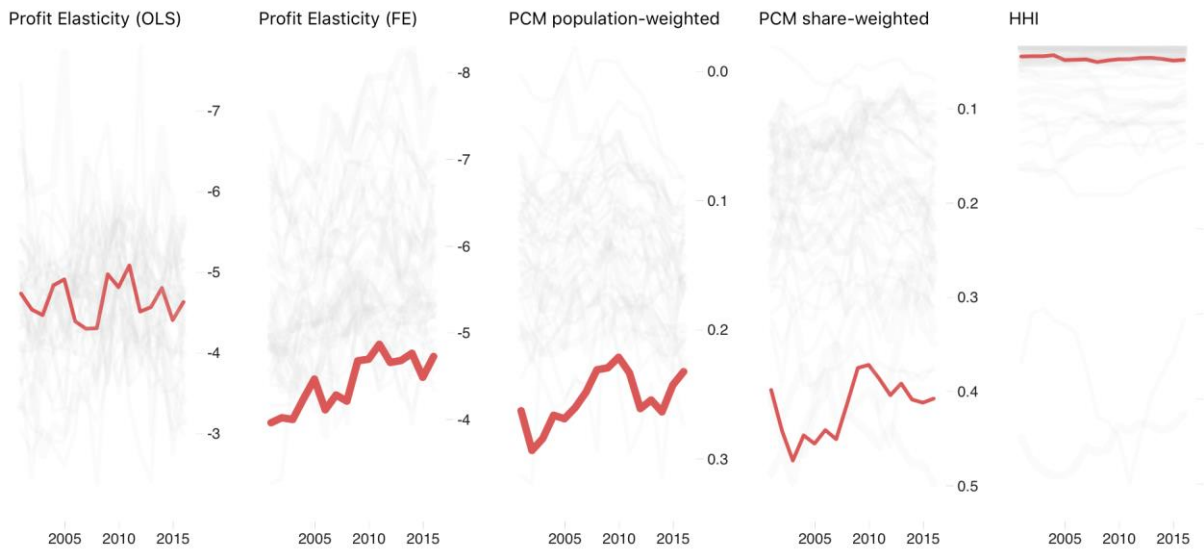 Profit Elasticity (OLS)
Profit Elasticity (FE)
PCM population-weighted
PCM share-weighted
HHI
-7
-6
-5
-4
-3
2005 2010 2015
-8
-7
-6
-5
-4
2005 2010 2015
0.0
0.1
0.2
0.3
2005 2010 2015
0.1
0.2
0.3
0.4
0.5
2005 2010 2015
2005 2010 2015